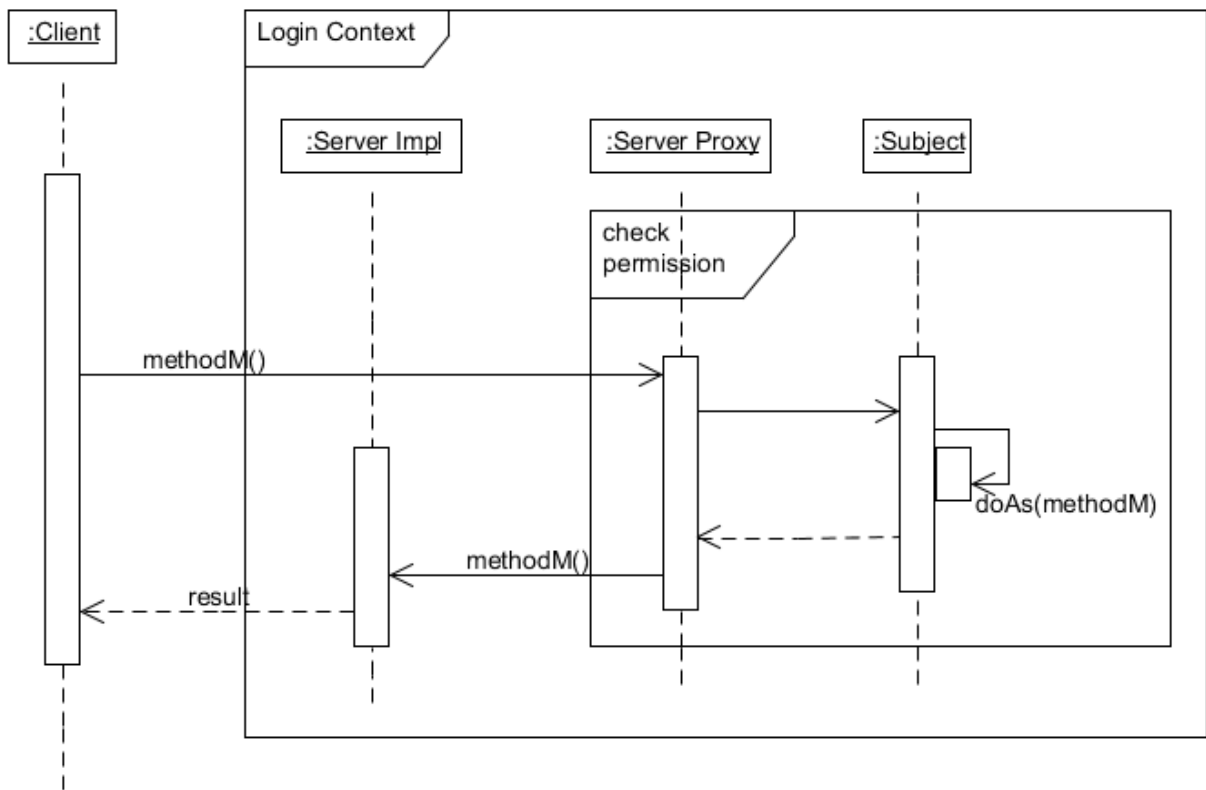 :Client
Login Context
:Server Impl
:Server Proxy
:Subject
check
permission
methodM()
doAs(methodM)
methodM()
result